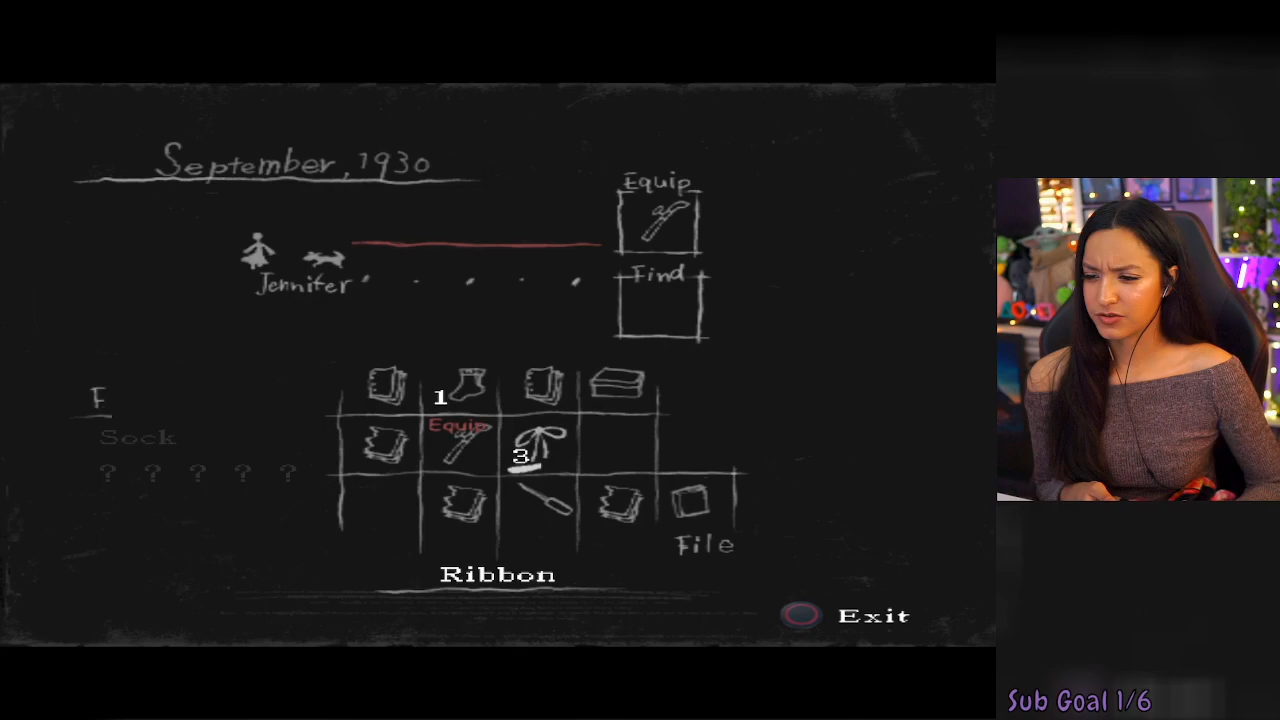 September, 1930
Equip
Jennifer
Find
F
1
Equip
Sock
3
? ? ? ? ?
File
Ribbon
Exit
Sub Goal 1/6